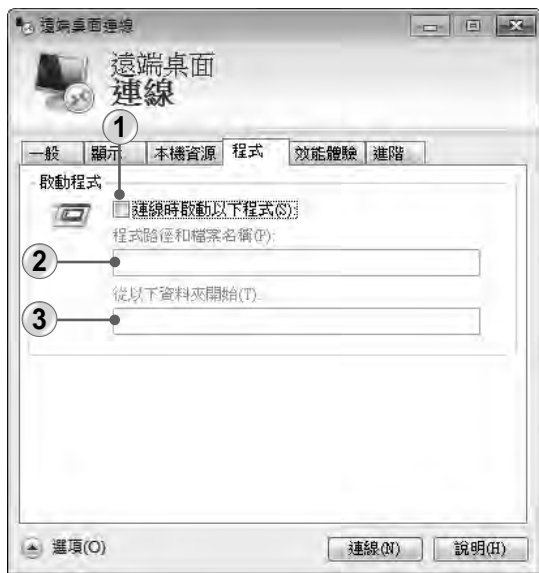 遠端桌面連線
遠端桌面
連線
1
一般 顯示 本機資源 程式 效能體驗 進階
啟動程式
連線時啟動以下程式(S):
程式路徑和檔案名稱(P):
2
從以下資料夾開始(T):
3
選項(O) 連線(N) 說明(H)